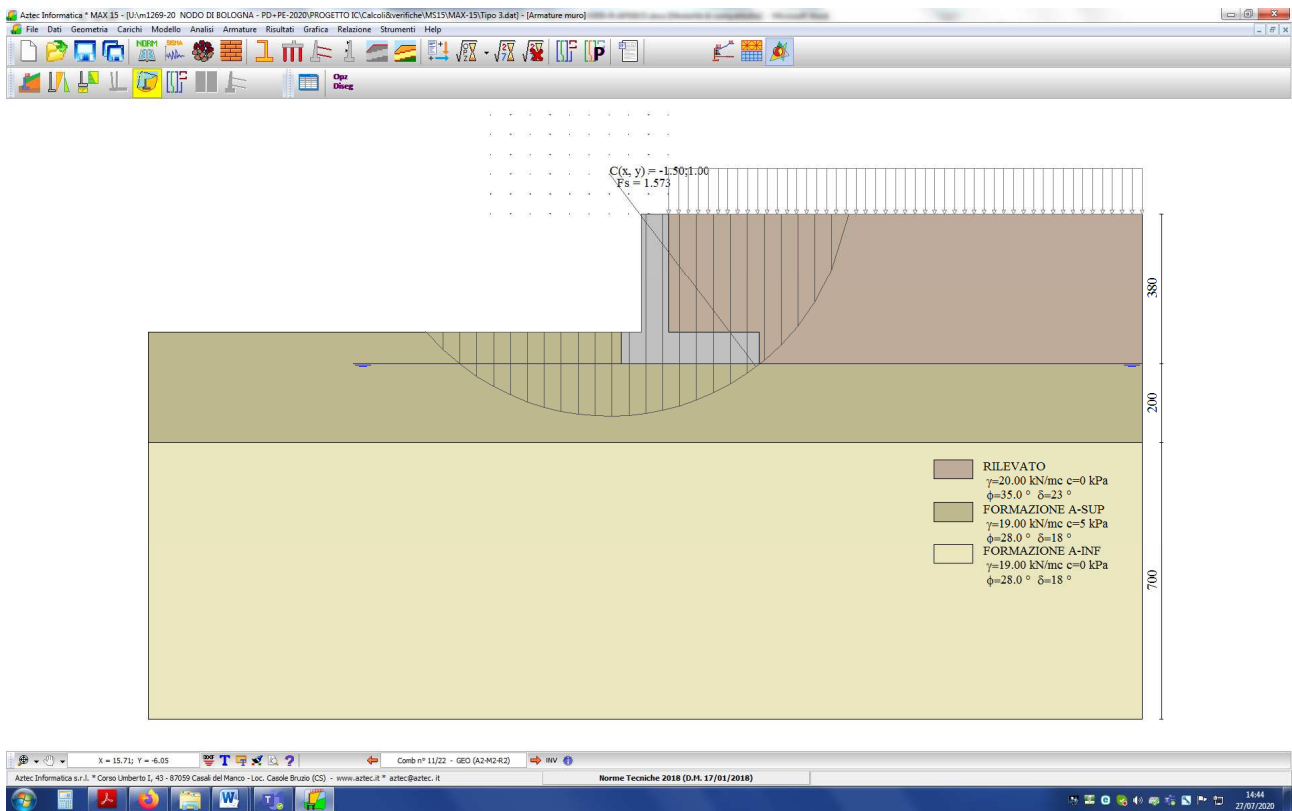 Aztec Informatica * MAX 15 - [U:\m1269-20 NODO DI BOLOGNA - PD+PE-2020\PROGETTO IC\Calcoli&verifiche\MS15\MAX-15\Tipo 3.dat] - [Armature muro]
File Dati Geometria Carichi Modello Analisi Armature Risultati Grafica Relazione Strumenti Help
NORM SISMA
Opz
Diseg
C(x, y) = -1.50;1.00
Fs = 1.573
380
200
700
RILEVATO
γ=20.00 kN/mc c=0 kPa
ϕ=35.0 ° δ=23 °
FORMAZIONE A-SUP
γ=19.00 kN/mc c=5 kPa
ϕ=28.0 ° δ=18 °
FORMAZIONE A-INF
γ=19.00 kN/mc c=0 kPa
ϕ=28.0 ° δ=18 °
X = 15.71; Y = -6.05
DXF T ?
Comb n° 11/22 - GEO (A2-M2-R2)
INV
Aztec Informatica s.r.l. * Corso Umberto I, 43 - 87059 Casali del Manco - Loc. Casole Bruzio (CS) - www.aztec.it * aztec@aztec. it
Norme Tecniche 2018 (D.M. 17/01/2018)
14:44
27/07/2020